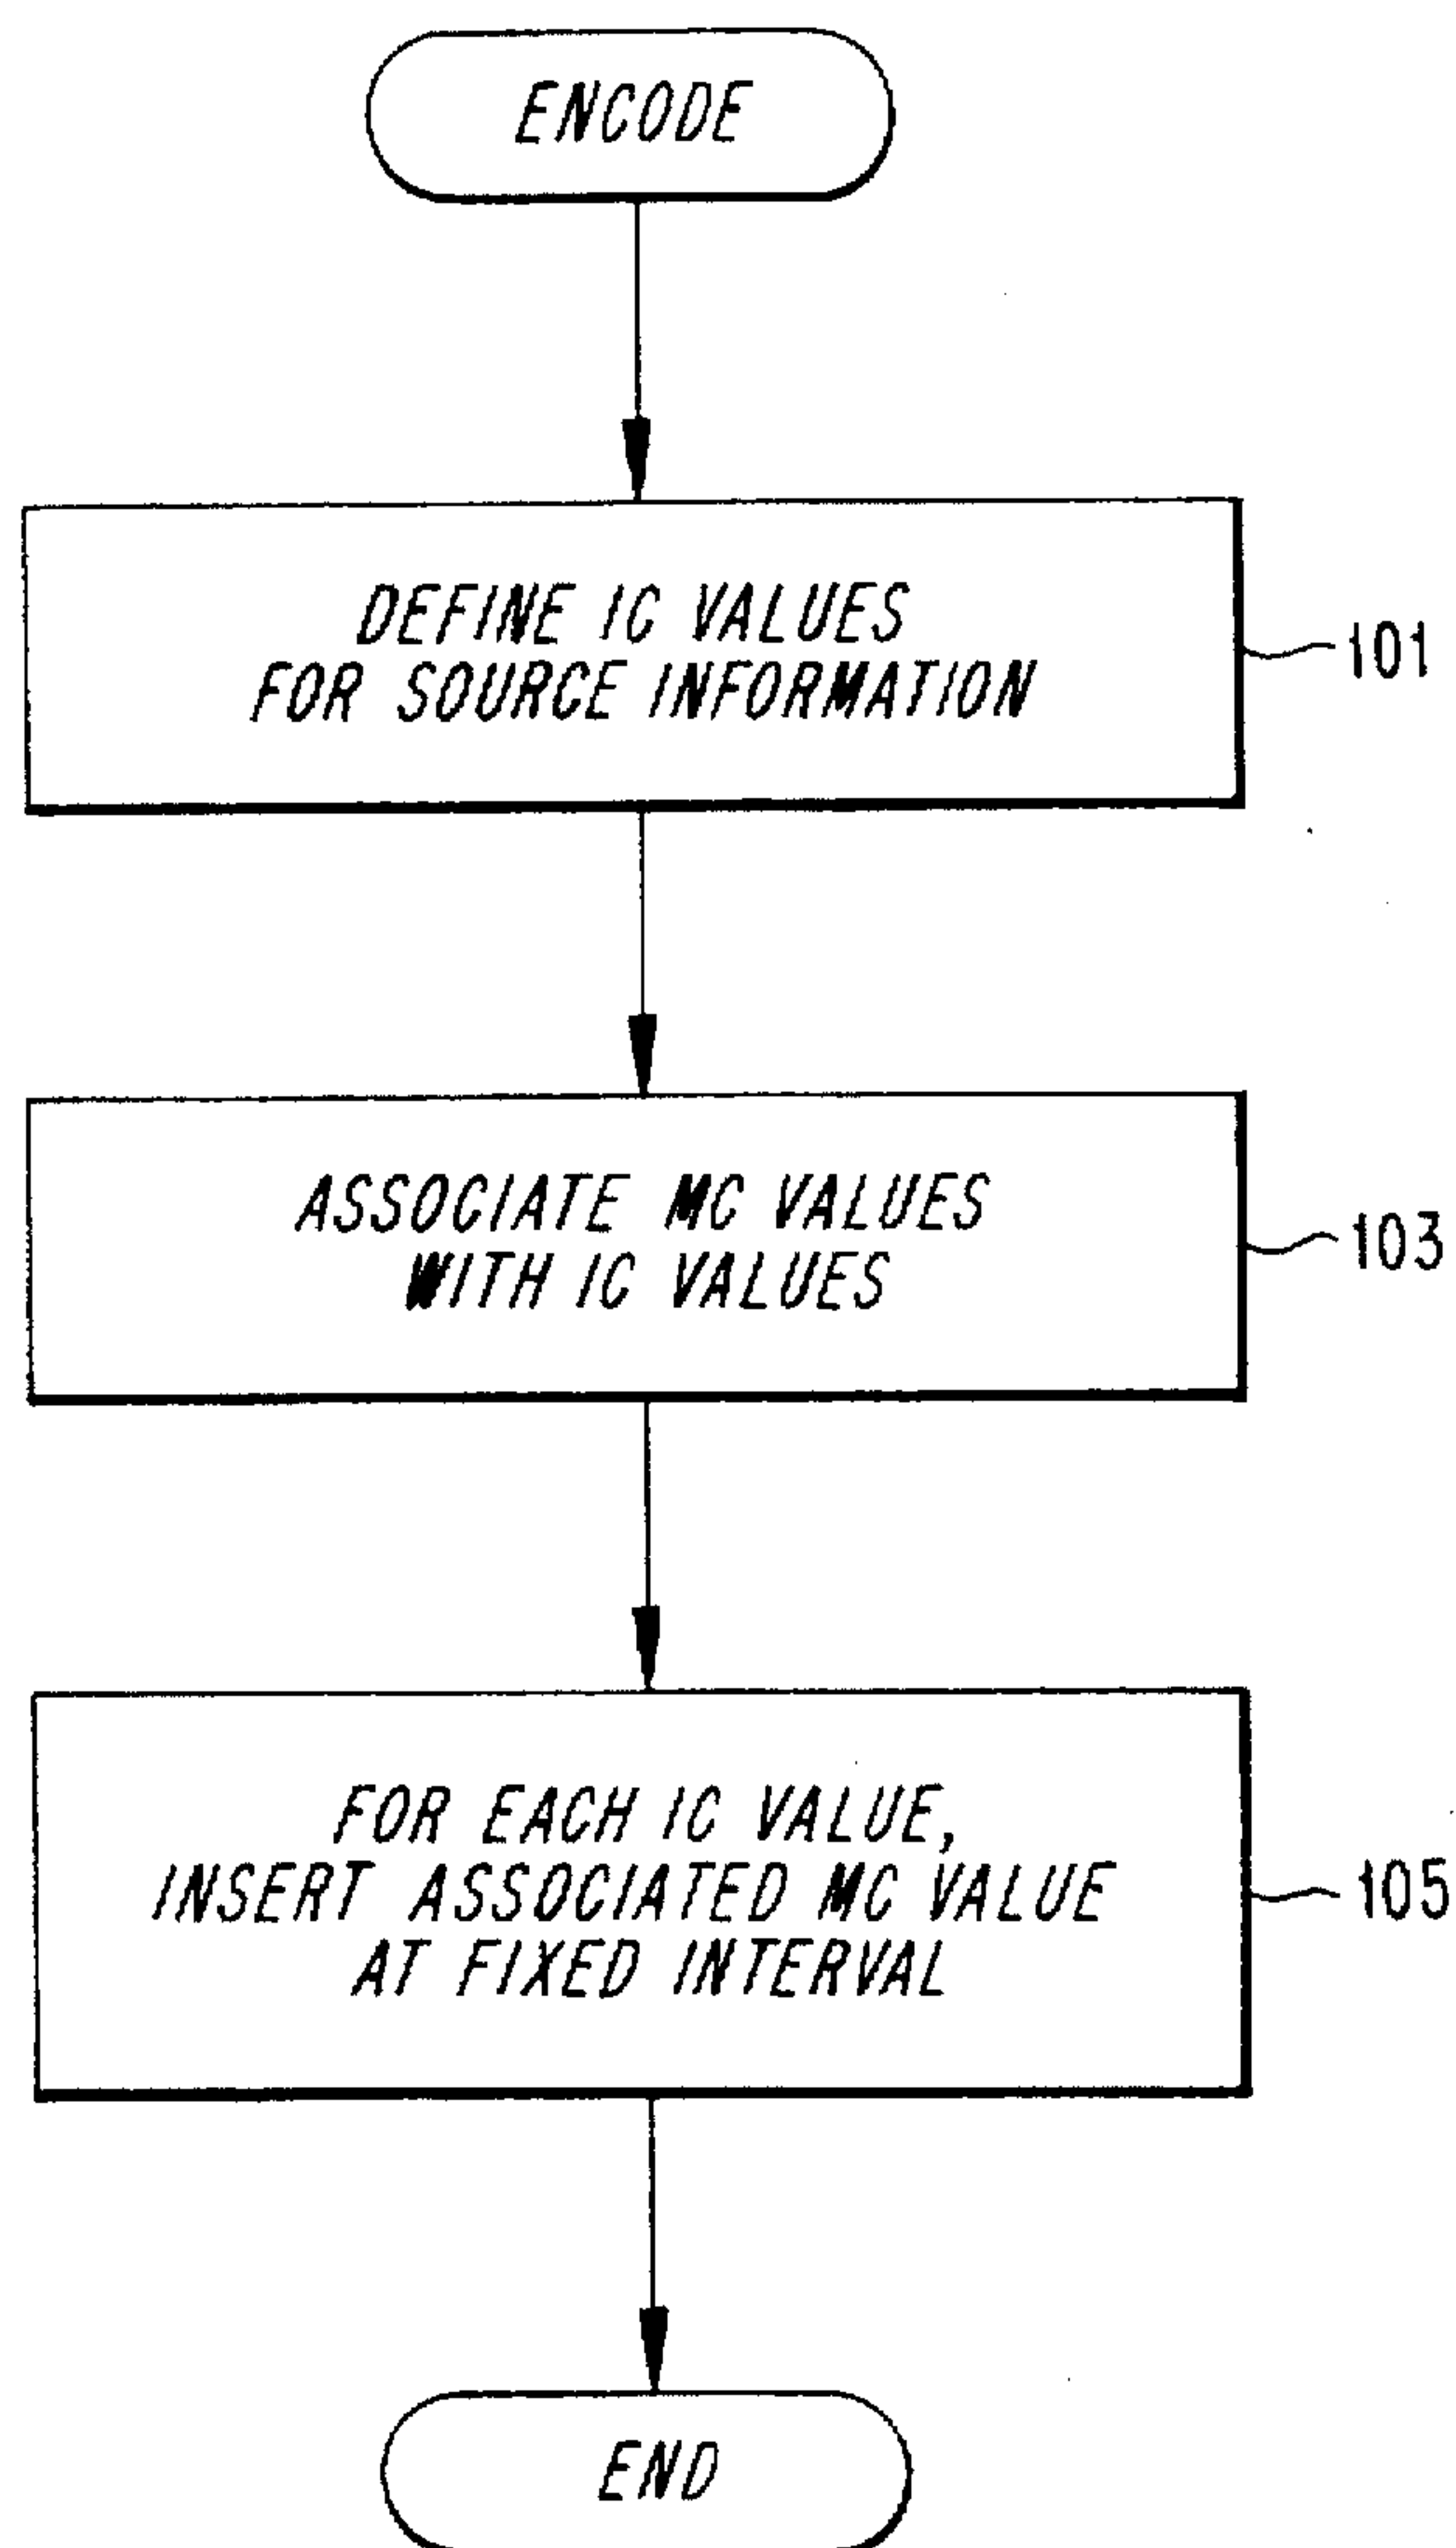 ENCODE
DEFINE IC VALUES
FOR SOURCE INFORMATION
101
ASSOCIATE MC VALUES
WITH IC VALUES
103
FOR EACH IC VALUE,
INSERT ASSOCIATED MC VALUE
AT FIXED INTERVAL
105
END